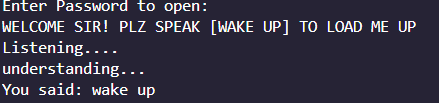 Enter Password to open:
WELCOME SIR! PLZ SPEAK [WAKE UP] TO LOAD ME UP
Listening....
understanding...
You said: wake up